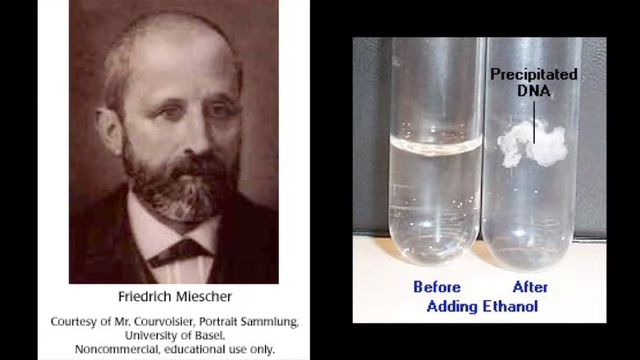 Friedrich Miescher
Courtesy of Mr. Courvoisier, Portrait Sammlung,
University of Basel.
Noncommercial, educational use only.
Precipitated
DNA
Before After
Adding Ethanol